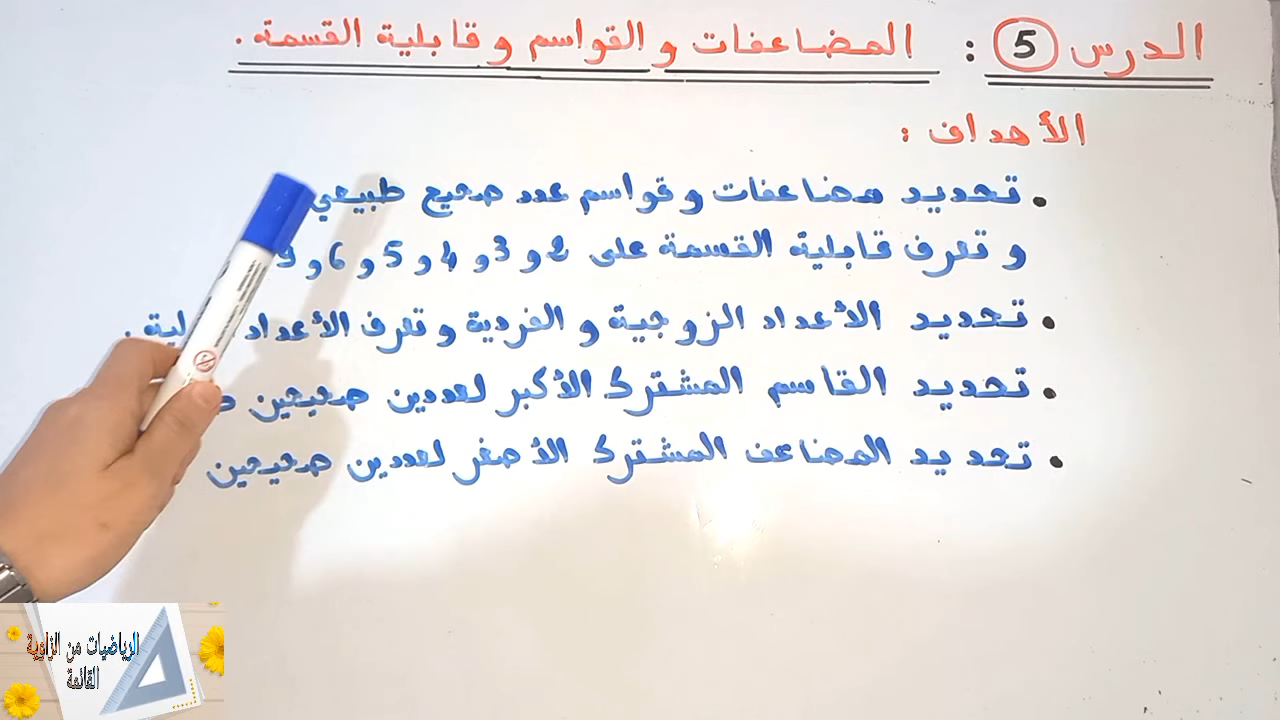 الدرس 5 : المضاعفات و القواسم و قابلية القسمة.
الأهداف :
• تحديد مضاعفات و قواسم عدد صحيح طبيعي
و تعرف قابلية القسمة على 2 و 3 و 4 و 5 و 6 و 9
• تحديد الأعداد الزوجية و الفردية و تعرف الأعداد
• تحديد القاسم المشترك الأكبر لعددين صحيحين
• تحديد المضاعف المشترك الأصغر لعددين صحيحين
الرياضيات من الزاوية
القائمة